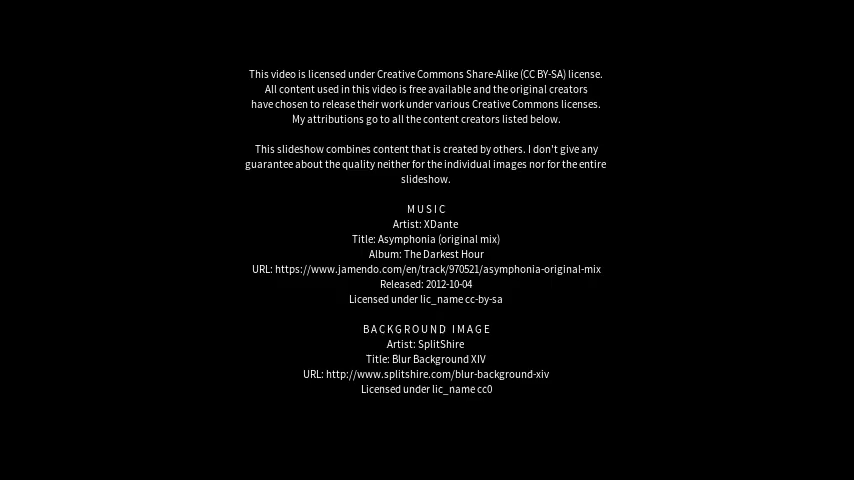 This video is licensed under Creative Commons Share-Alike (CC BY-SA) license.
All content used in this video is free available and the original creators
have chosen to release their work under various Creative Commons licenses.
My attributions go to all the content creators listed below.
This slideshow combines content that is created by others. I don't give any
guarantee about the quality neither for the individual images nor for the entire
slideshow.
MUSIC
Artist: XDante
Title: Asymphonia (original mix)
Album: The Darkest Hour
URL: https://www.jamendo.com/en/track/970521/asymphonia-original-mix
Released: 2012-10-04
Licensed under lic_name cc-by-sa
BACKGROUND IMAGE
Artist: SplitShire
Title: Blur Background XIV
URL: http://www.splitshire.com/blur-background-xiv
Licensed under lic_name cc0